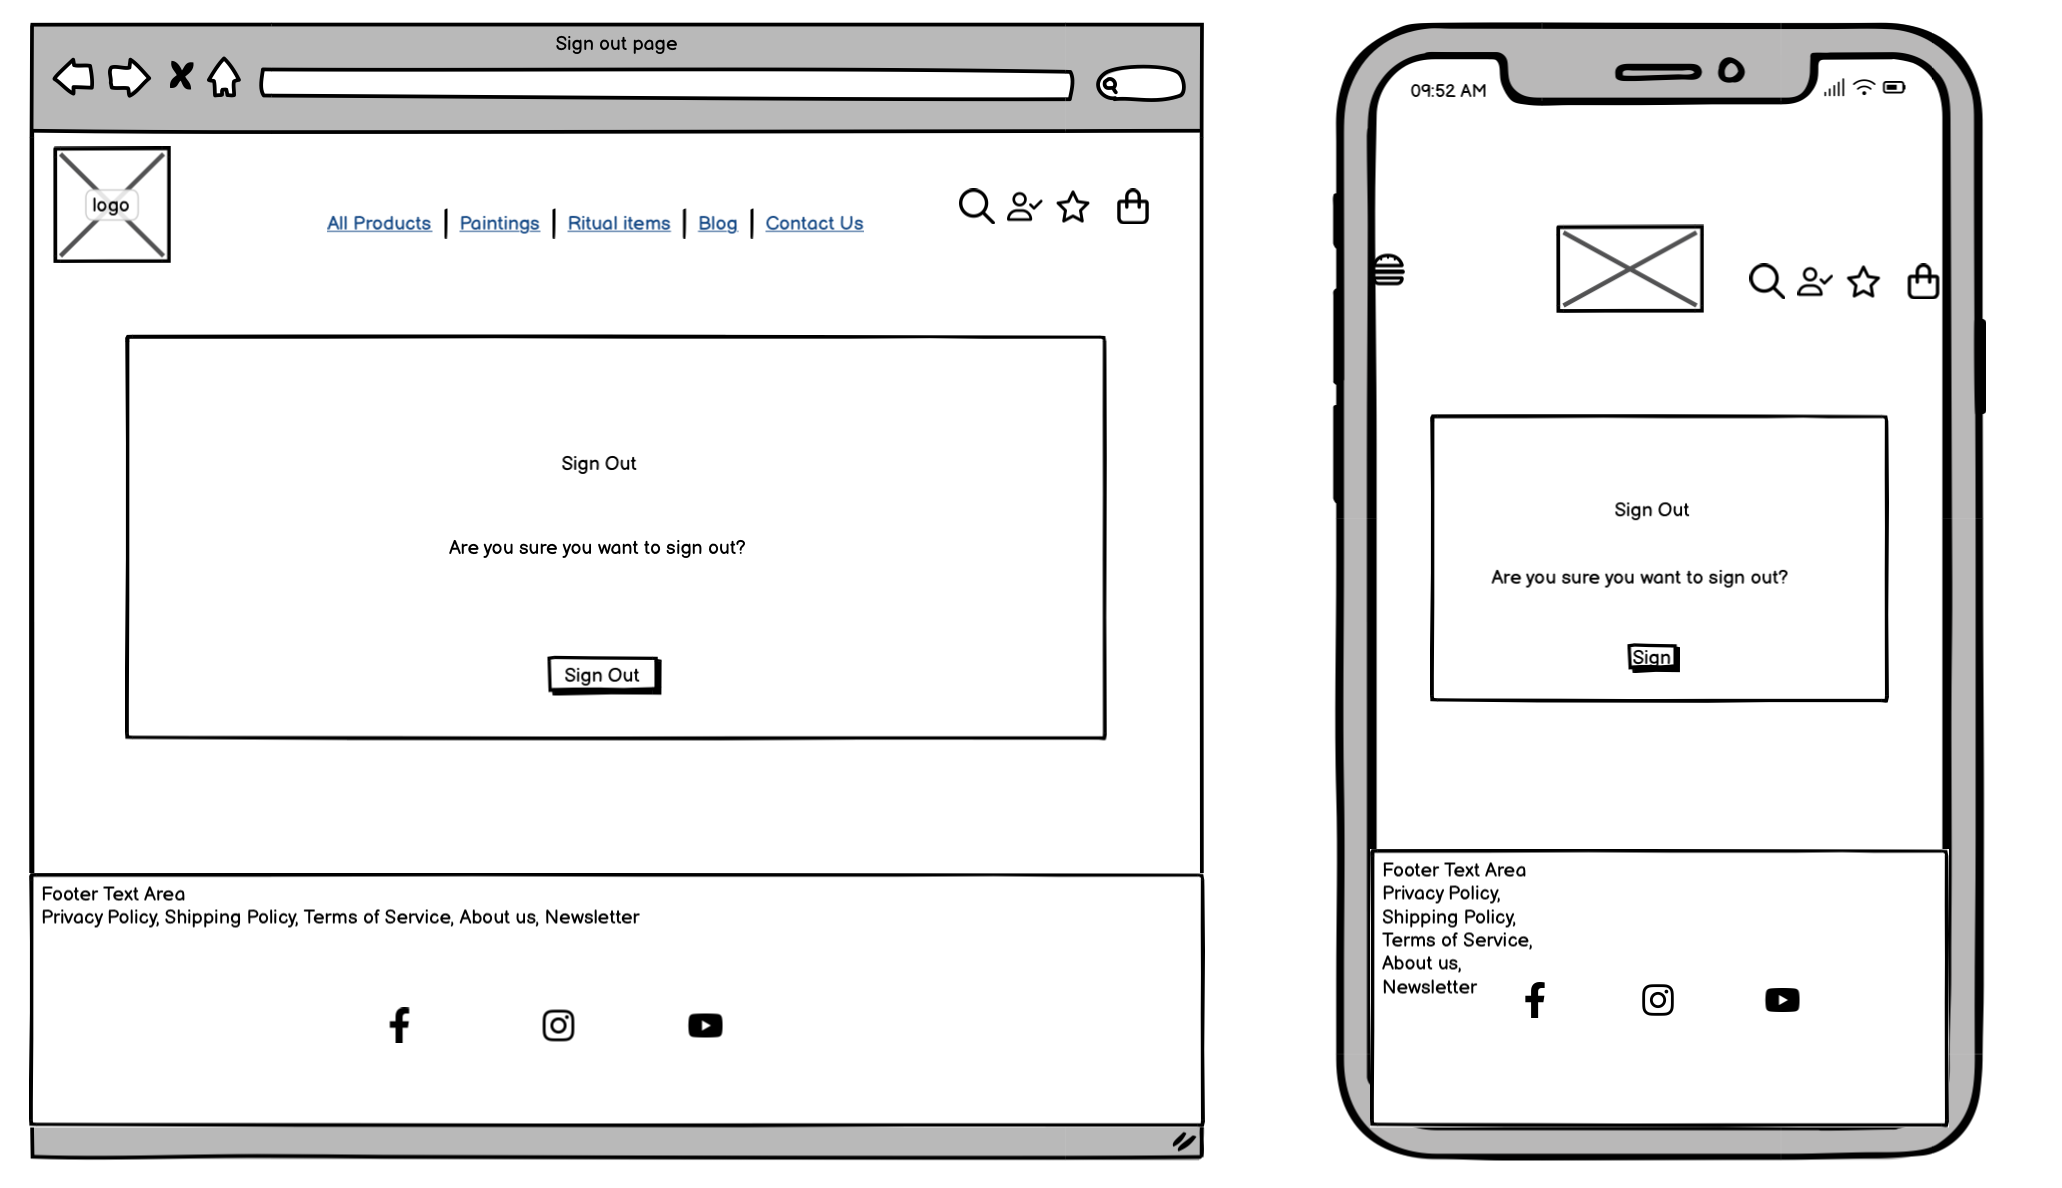 Sign out page
logo
All Products | Paintings | Ritual items | Blog | Contact Us
Sign Out
Are you sure you want to sign out?
Sign Out
Footer Text Area
Privacy Policy, Shipping Policy, Terms of Service, About us, Newsletter
09:52 AM
Sign Out
Are you sure you want to sign out?
Sign
Footer Text Area
Privacy Policy,
Shipping Policy,
Terms of Service,
About us,
Newsletter